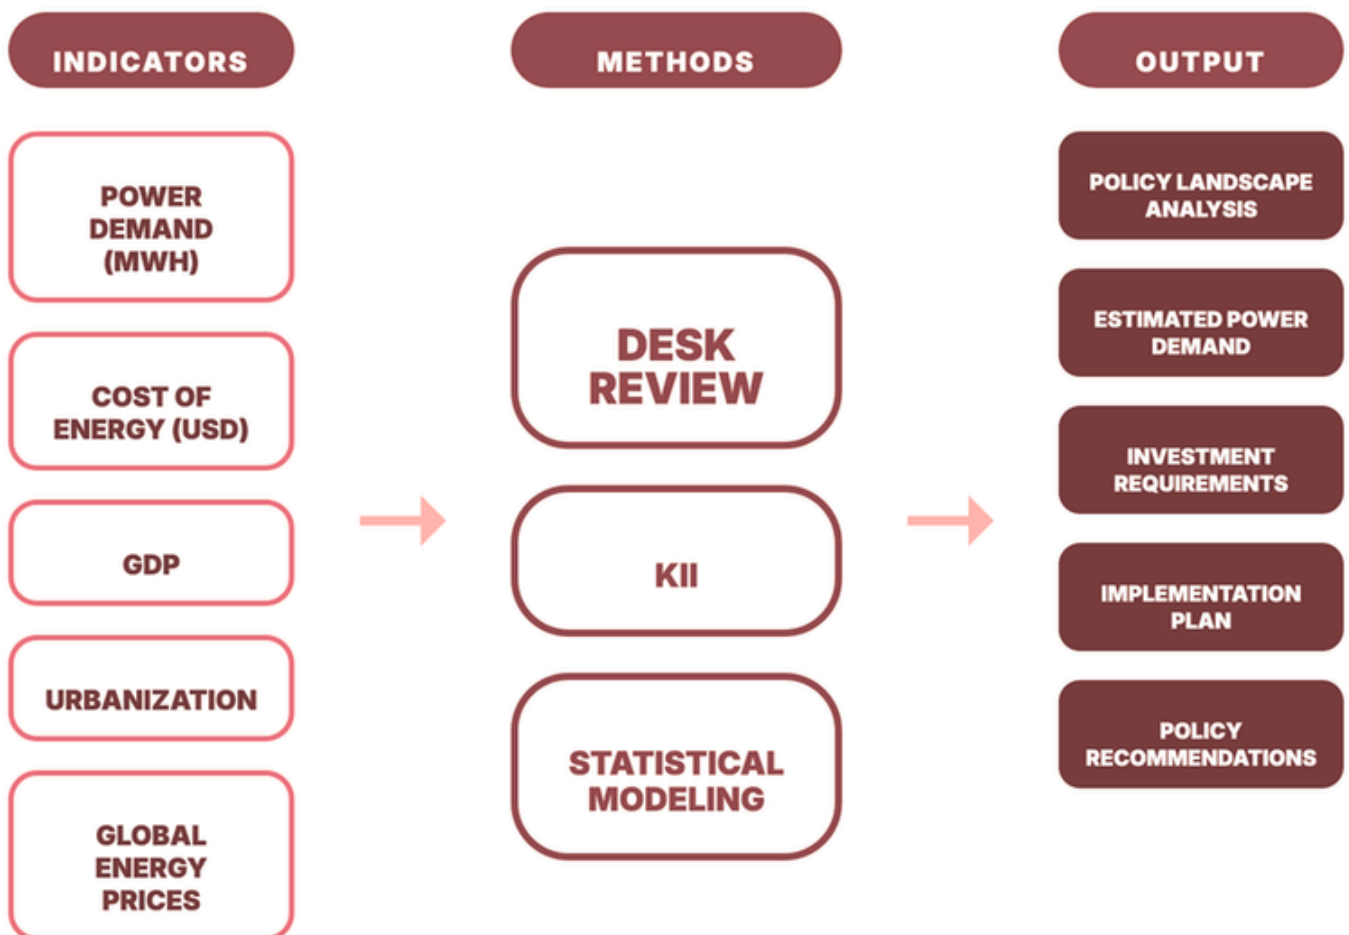 INDICATORS
POWER
DEMAND
(MWH)
COST OF
ENERGY (USD)
GDP
URBANIZATION
GLOBAL
ENERGY
PRICES
METHODS
DESK
REVIEW
KII
STATISTICAL
MODELING
OUTPUT
POLICY LANDSCAPE
ANALYSIS
ESTIMATED POWER
DEMAND
INVESTMENT
REQUIREMENTS
IMPLEMENTATION
PLAN
POLICY
RECOMMENDATIONS